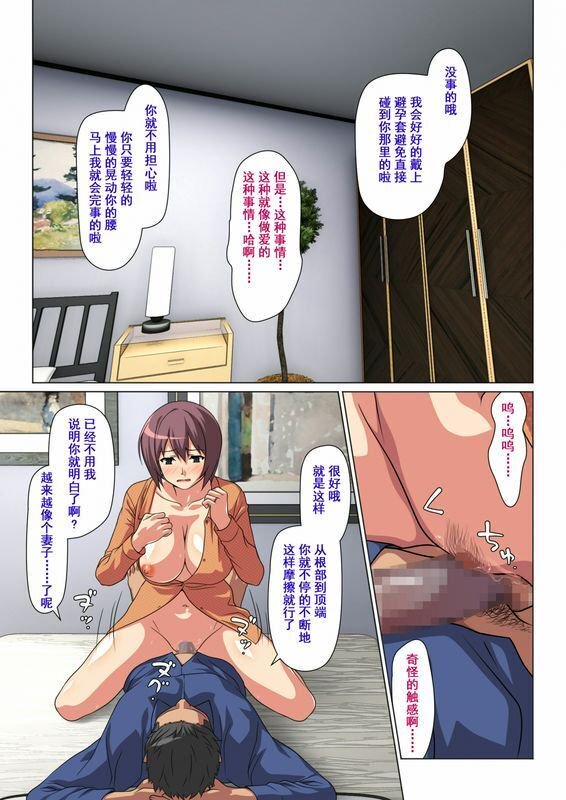 没事的哦
我会好好的戴上
避孕套避免直接
碰到你那里的啦
但是…这种事情…
这种就像做爱的
这种事情…哈啊……
你就不用担心啦
你只要轻轻的
慢慢的晃动你的腰
马上我就会完事的啦
呜…呜呜……
奇怪的触感啊……
很好哦
就是这样
从根部到顶端
你就不停的不断地
这样摩擦就行了
已经不用我
说明你就明白了啊?
越来越像个妻子……了呢